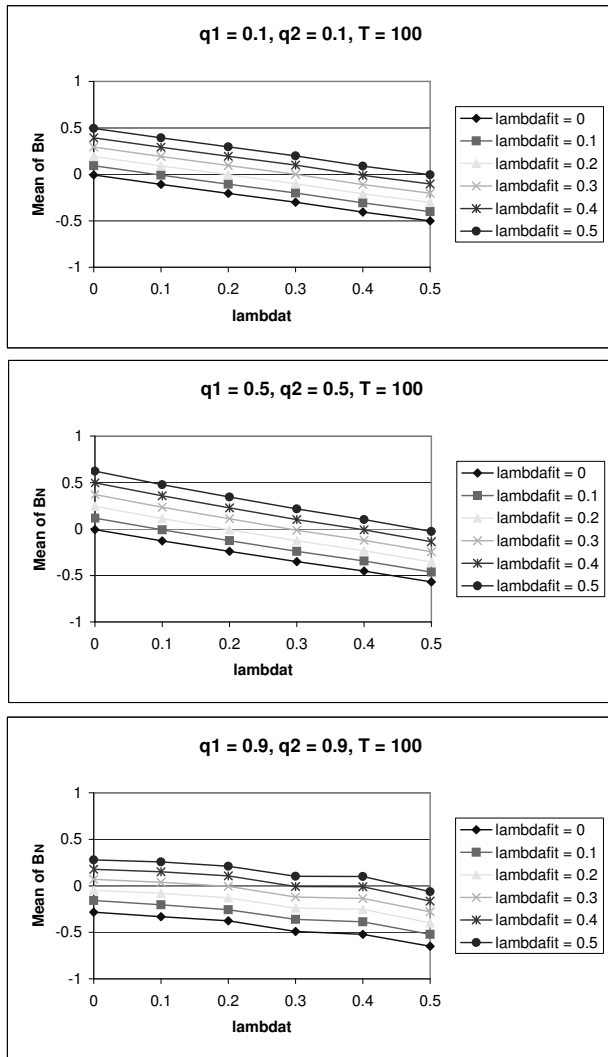 q1 = 0.1, q2 = 0.1, T = 100
1
0.5
0
-0.5
-1
Mean of BN
0 0.1 0.2 0.3 0.4 0.5
lambdat
lambdafit = 0
lambdafit = 0.1
lambdafit = 0.2
lambdafit = 0.3
lambdafit = 0.4
lambdafit = 0.5
q1 = 0.5, q2 = 0.5, T = 100
1
0.5
0
-0.5
-1
Mean of BN
0 0.1 0.2 0.3 0.4 0.5
lambdat
lambdafit = 0
lambdafit = 0.1
lambdafit = 0.2
lambdafit = 0.3
lambdafit = 0.4
lambdafit = 0.5
q1 = 0.9, q2 = 0.9, T = 100
1
0.5
0
-0.5
-1
Mean of BN
0 0.1 0.2 0.3 0.4 0.5
lambdat
lambdafit = 0
lambdafit = 0.1
lambdafit = 0.2
lambdafit = 0.3
lambdafit = 0.4
lambdafit = 0.5